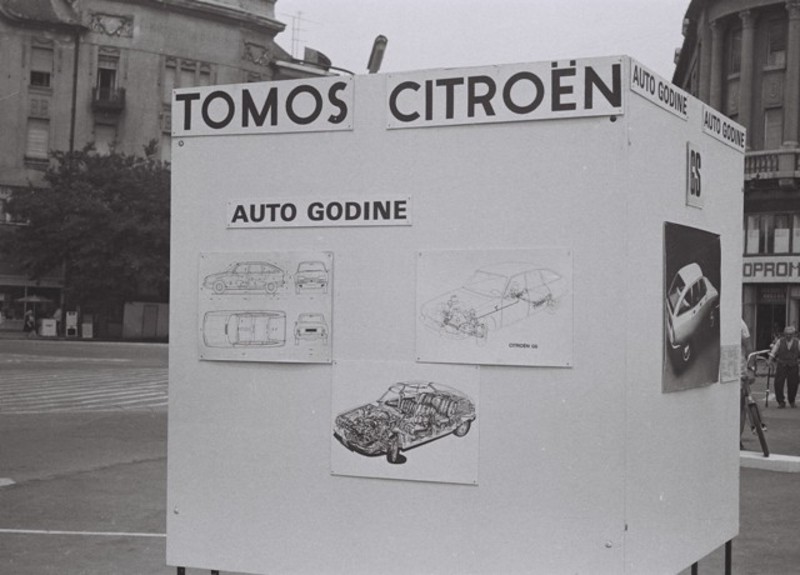 TOMOS CITROËN
AUTO GODINE
AUTO GODINE
AUTO GODINE
GS
CITROËN GS
OPROM